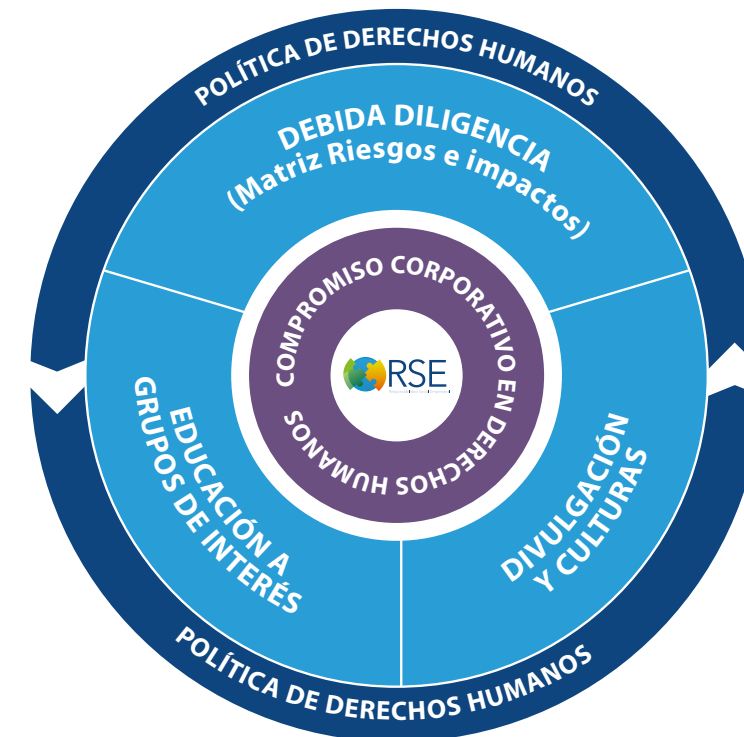 POLÍTICA DE DERECHOS HUMANOS
DEBIDA DILIGENCIA
(Matriz Riesgos e impactos)
COMPROMISO CORPORATIVO EN DERECHOS HUMANOS
RSE
EDUCACIÓN A
GRUPOS DE INTERÉS
DIVULGACIÓN
Y CULTURAS
POLÍTICA DE DERECHOS HUMANOS